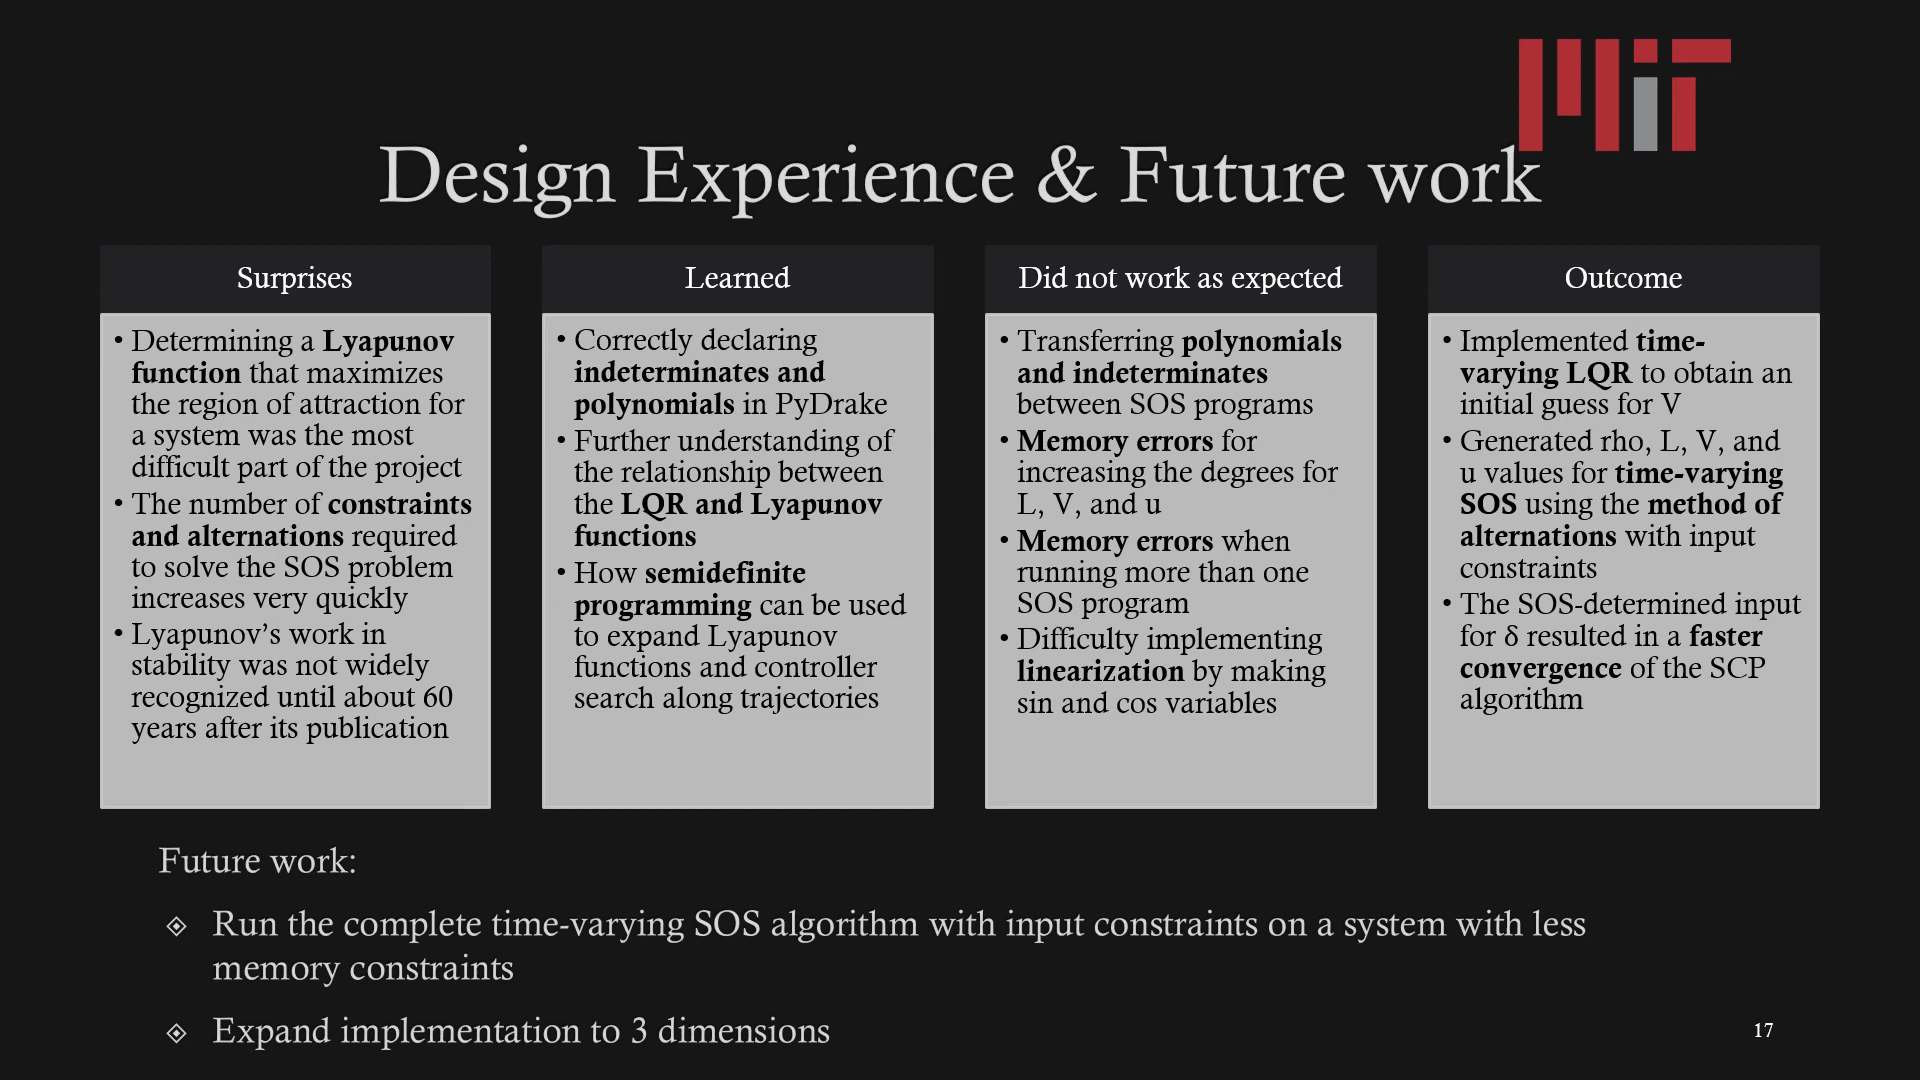 MIT
Design Experience & Future work
Surprises
• Determining a Lyapunov
function that maximizes
the region of attraction for
a system was the most
difficult part of the project
• The number of constraints
and alternations required
to solve the SOS problem
increases very quickly
• Lyapunov’s work in
stability was not widely
recognized until about 60
years after its publication
Learned
• Correctly declaring
indeterminates and
polynomials in PyDrake
• Further understanding of
the relationship between
the LQR and Lyapunov
functions
• How semidefinite
programming can be used
to expand Lyapunov
functions and controller
search along trajectories
Did not work as expected
• Transferring polynomials
and indeterminates
between SOS programs
• Memory errors for
increasing the degrees for
L, V, and u
• Memory errors when
running more than one
SOS program
• Difficulty implementing
linearization by making
sin and cos variables
Outcome
• Implemented time-
varying LQR to obtain an
initial guess for V
• Generated rho, L, V, and
u values for time-varying
SOS using the method of
alternations with input
constraints
• The SOS-determined input
for δ resulted in a faster
convergence of the SCP
algorithm
Future work:
Run the complete time-varying SOS algorithm with input constraints on a system with less
memory constraints
Expand implementation to 3 dimensions
17